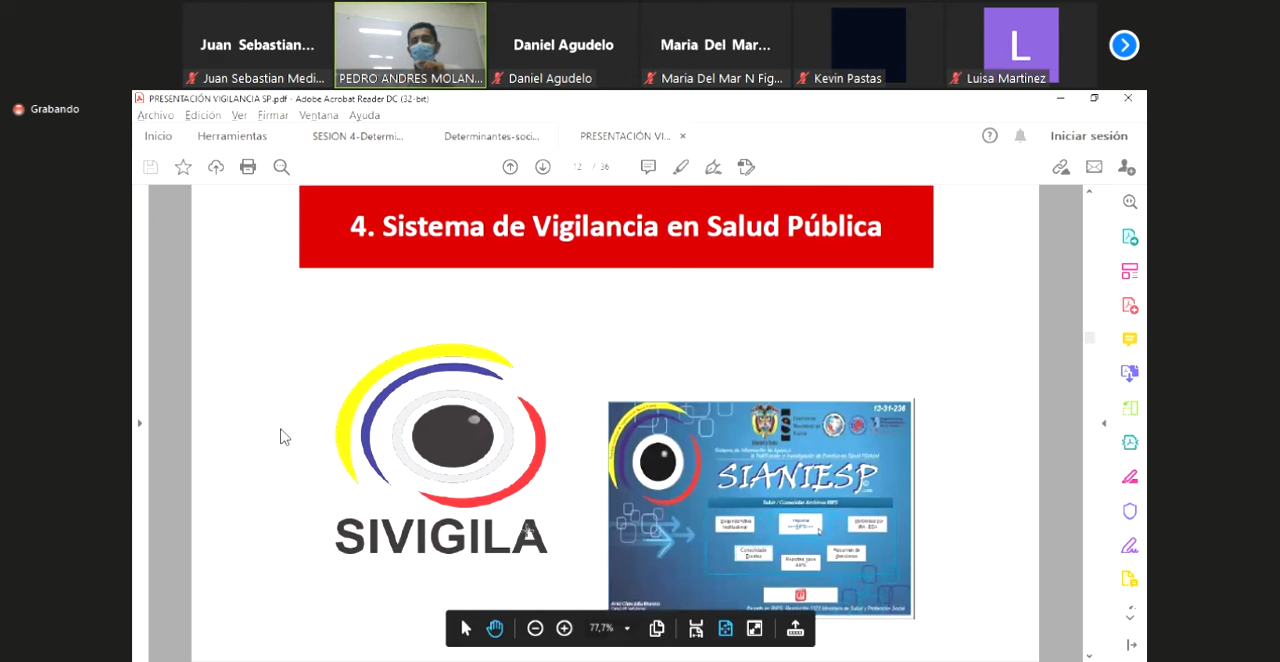 Juan Sebastian...
Daniel Agudelo
Maria Del Mar...
L
Juan Sebastian Medi...
PEDRO ANDRES MOLAN...
Daniel Agudelo
Maria Del Mar N Fig...
Kevin Pastas
Luisa Martinez
Grabando
PRESENTACIÓN VIGILANCIA SP.pdf - Adobe Acrobat Reader DC (32-bit)
Archivo Edición Ver Firmar Ventana Ayuda
Inicio Herramientas SESION 4-Determi... Determinantes-soci... PRESENTACIÓN VI... Iniciar sesión
12 / 36
4. Sistema de Vigilancia en Salud Pública
SIVIGILA
13-31-236
SIANIESP
77,7%